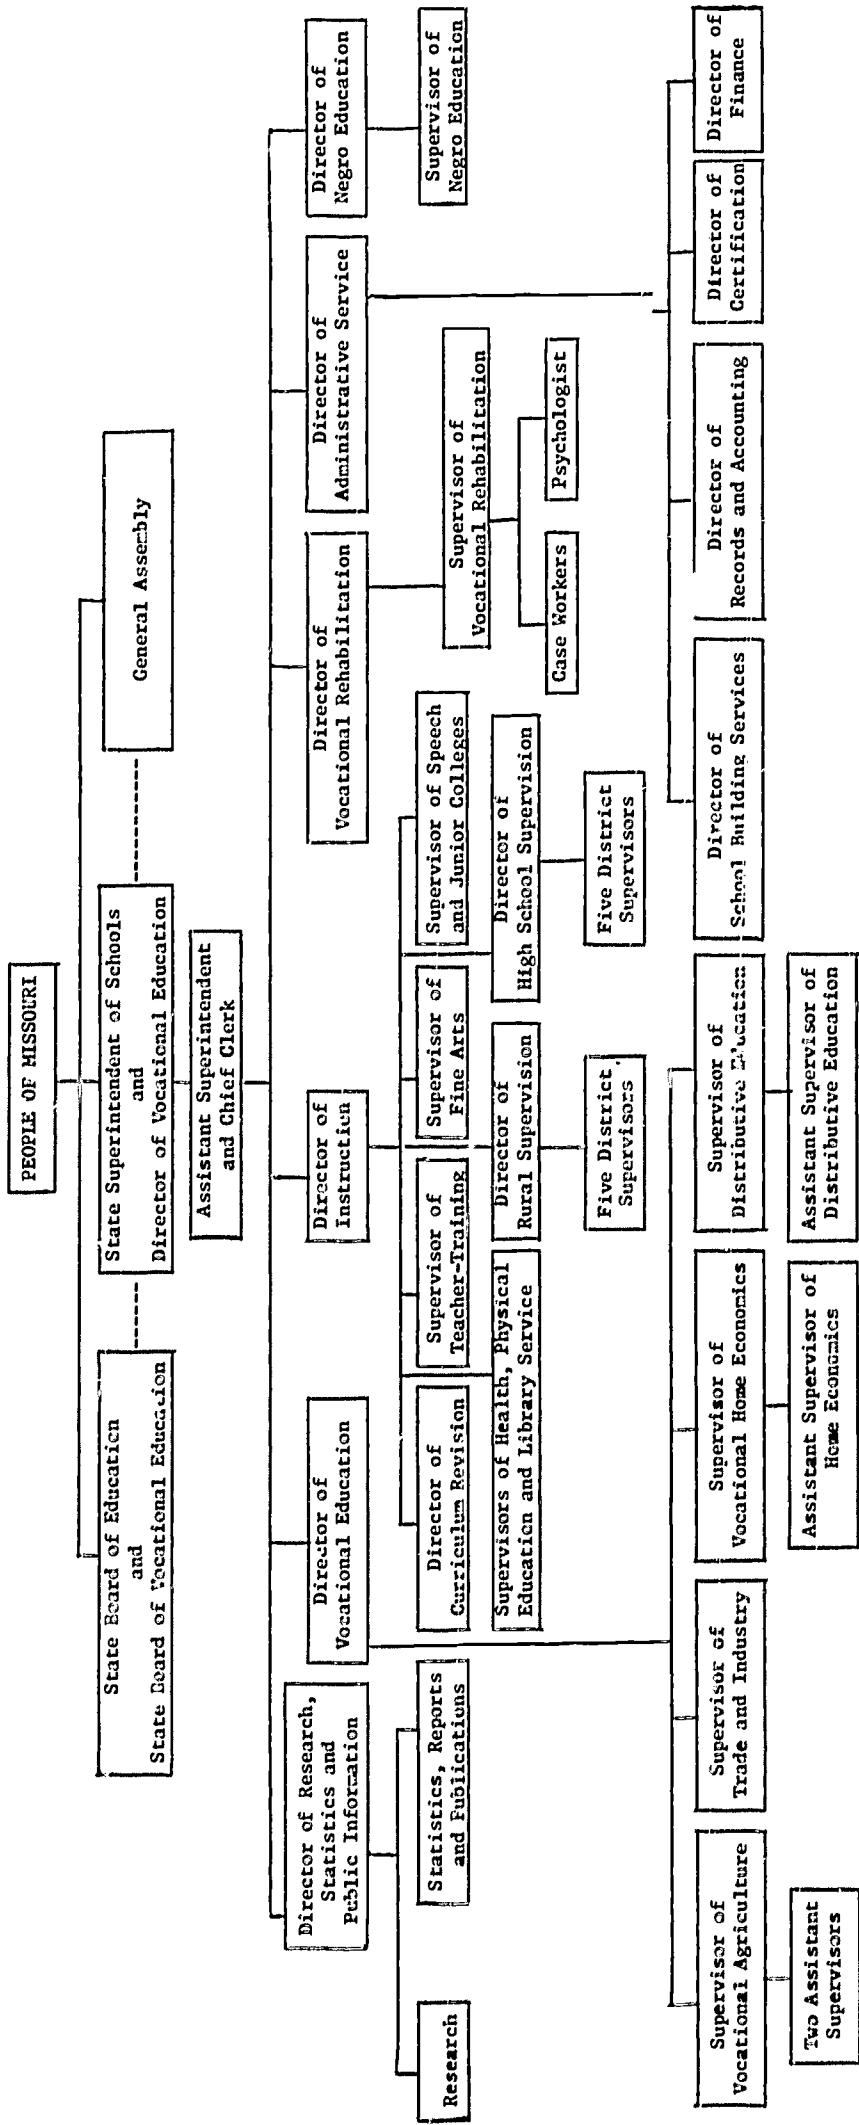 PEOPLE OF MISSOURI
State Board of Education
and
State Board of Vocational Education
State Superintendent of Schools
and
Director of Vocational Education
General Assembly
Assistant Superintendent
and Chief Clerk
Director of Research,
Statistics and
Public Information
Director of
Vocational Education
Director of
Instruction
Director of
Vocational Rehabilitation
Director of
Administrative Service
Director of
Negro Education
Research
Statistics, Reports
and Publications
Director of
Curriculum Revision
Supervisor of
Teacher-Training
Supervisor of
Fine Arts
Supervisor of Speech
and Junior Colleges
Supervisor of
Vocational Rehabilitation
Supervisor of
Negro Education
Supervisors of Health, Physical
Education and Library Service
Director of
Rural Supervision
Director of
High School Supervision
Case Workers
Psychologist
Five District
Supervisors
Five District
Supervisors
Supervisor of
Vocational Agriculture
Supervisor of
Trade and Industry
Supervisor of
Vocational Home Economics
Supervisor of
Distributive Education
Director of
School Building Services
Director of
Records and Accounting
Director of
Certification
Director of
Finance
Two Assistant
Supervisors
Assistant Supervisor of
Home Economics
Assistant Supervisor of
Distributive Education